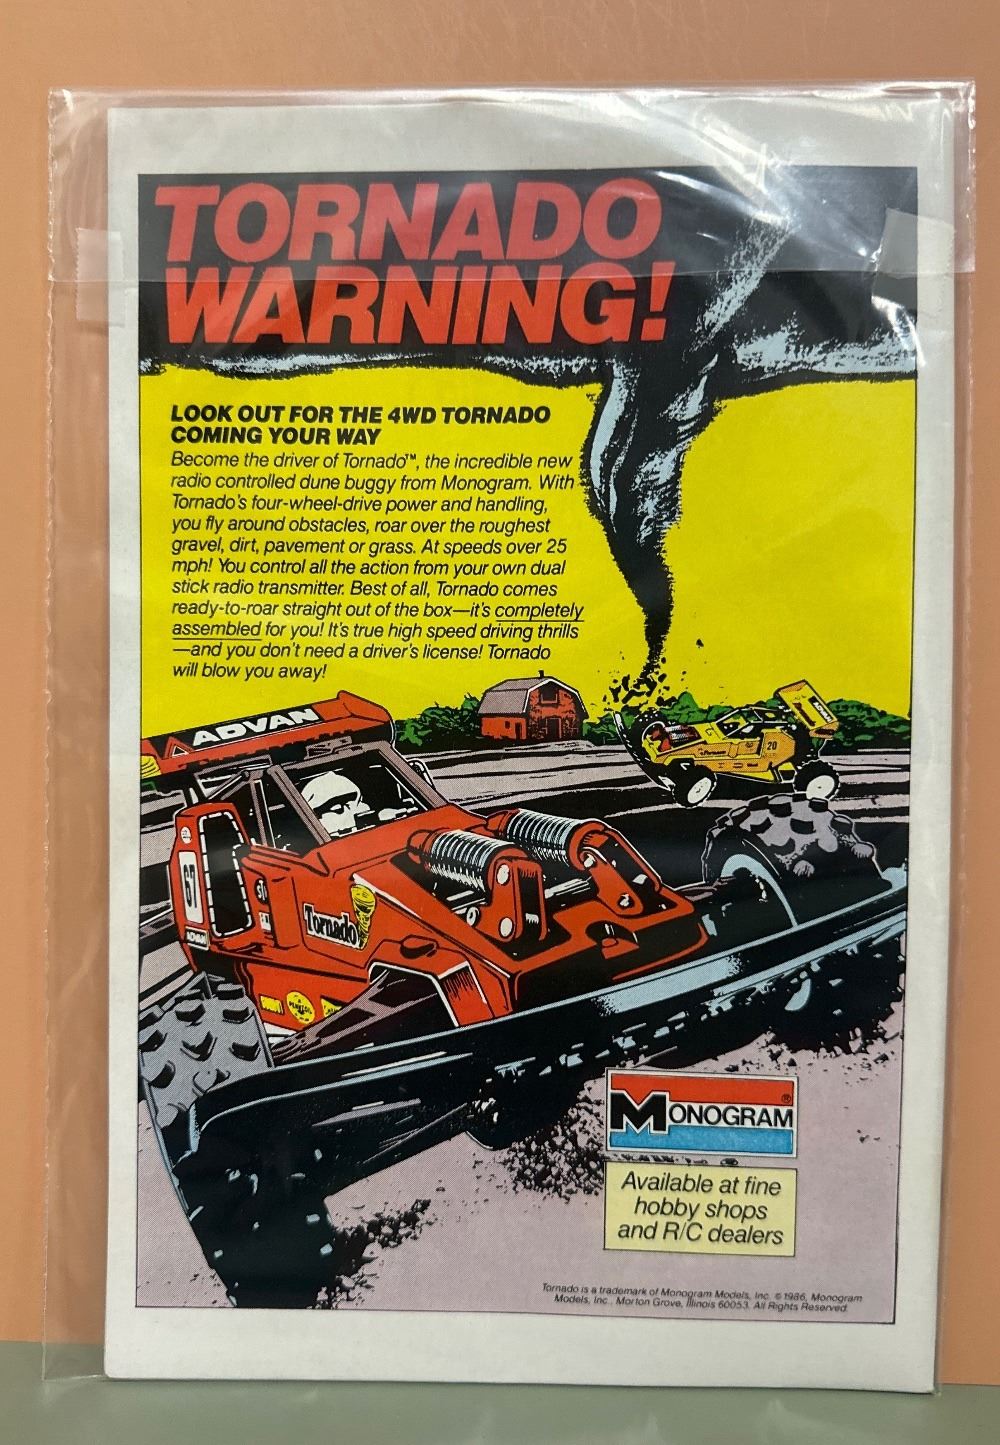 TORNADO
WARNING!
LOOK OUT FOR THE 4WD TORNADO
COMING YOUR WAY
Become the driver of Tornado™, the incredible new
radio controlled dune buggy from Monogram. With
Tornado's four-wheel-drive power and handling,
you fly around obstacles, roar over the roughest
gravel, dirt, pavement or grass. At speeds over 25
mph! You control all the action from your own dual
stick radio transmitter. Best of all, Tornado comes
ready-to-roar straight out of the box—it's completely
assembled for you! It's true high speed driving thrills
—and you don't need a driver's license! Tornado
will blow you away!
ADVAN
20
67
ADVAN
Tornado
MONOGRAM®
Available at fine
hobby shops
and R/C dealers
Tornado is a trademark of Monogram Models, Inc. © 1986, Monogram
Models, Inc., Morton Grove, Illinois 60053. All Rights Reserved.